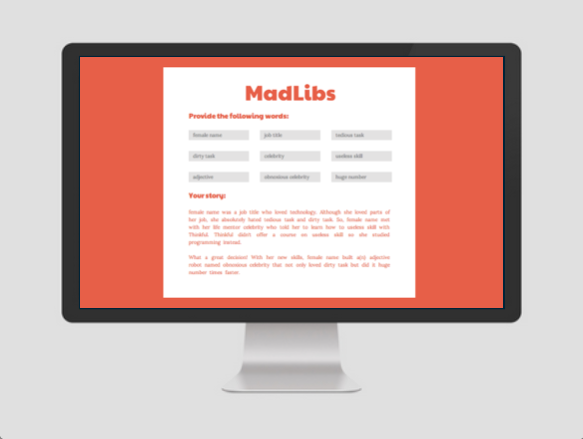 MadLibs
Provide the following words:
female name job title tedious task
dirty task celebrity useless skill
adjective obnoxious celebrity huge number
Your story:
female name was a job title who loved technology. Although she loved parts of
her job, she absolutely hated tedious task and dirty task. So, female name met
with her life mentor celebrity who told her to learn how to useless skill with
Thinkful. Thinkful didn't offer a course on useless skill so she studied
programming instead.
What a great decision! With her new skills, female name built a(n) adjective
robot named obnoxious celebrity that not only loved dirty task but did it huge
number times faster.